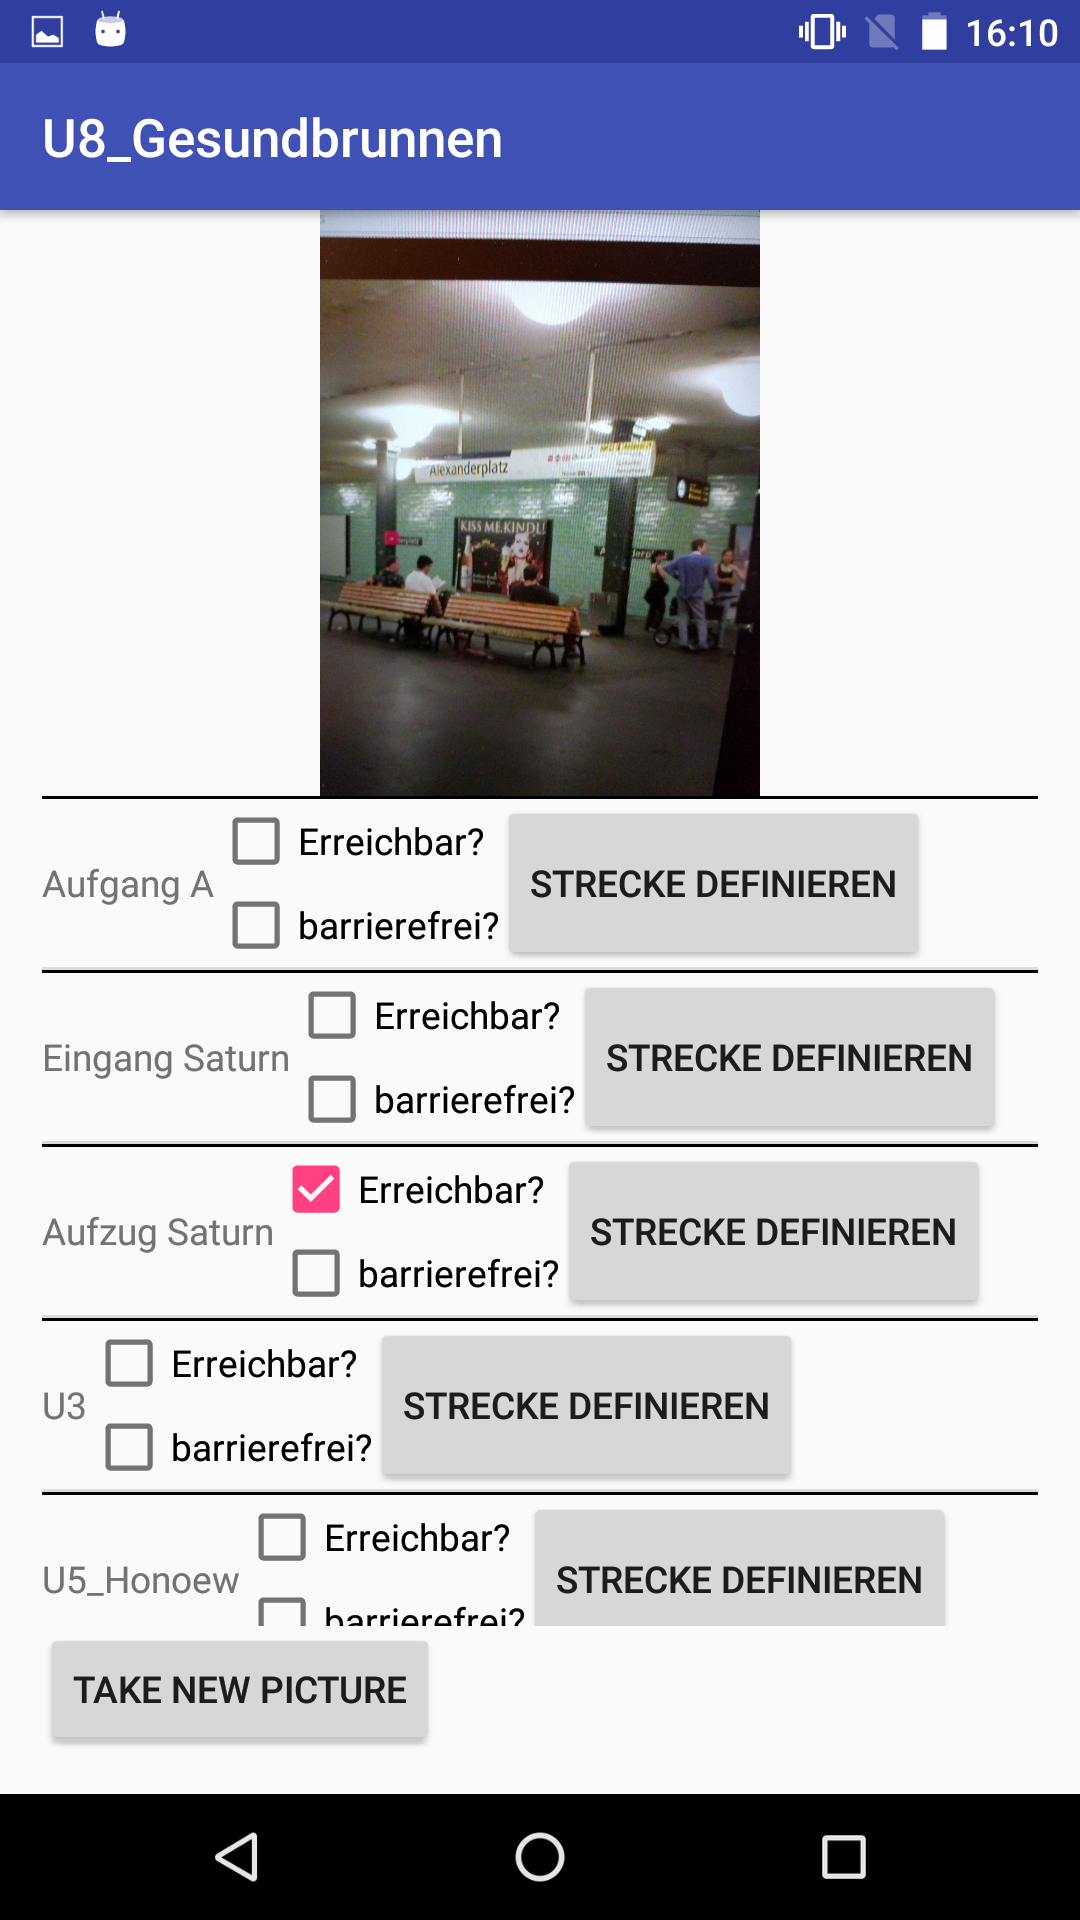 16:10
U8_Gesundbrunnen
Alexanderplatz
KISS ME, KINDL!
Aufgang A
Erreichbar?
barrierefrei?
STRECKE DEFINIEREN
Eingang Saturn
Erreichbar?
barrierefrei?
STRECKE DEFINIEREN
Aufzug Saturn
Erreichbar?
barrierefrei?
STRECKE DEFINIEREN
U3
Erreichbar?
barrierefrei?
STRECKE DEFINIEREN
U5_Honoew
Erreichbar?
barrierefrei?
STRECKE DEFINIEREN
TAKE NEW PICTURE